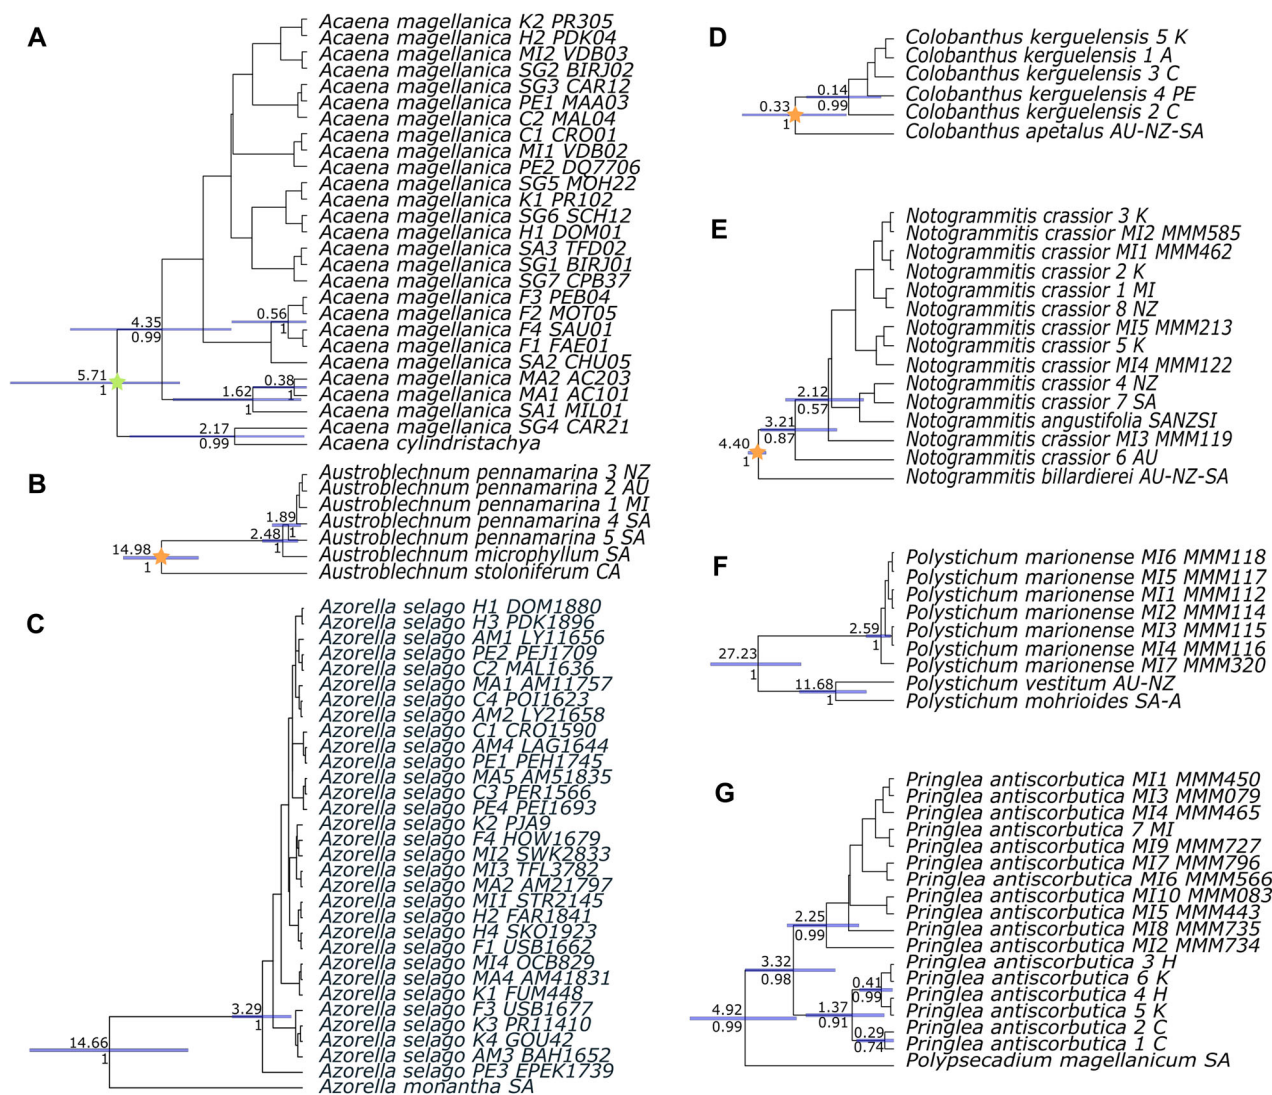 A
Acaena magellanica K2 PR305
Acaena magellanica H2 PDK04
Acaena magellanica MI2 VDB03
Acaena magellanica SG2 BIRJ02
Acaena magellanica SG3 CAR12
Acaena magellanica PE1 MAA03
Acaena magellanica C2 MAL04
Acaena magellanica C1 CRO01
Acaena magellanica MI1 VDB02
Acaena magellanica PE2 DQ7706
Acaena magellanica SG5 MOH22
Acaena magellanica K1 PR102
Acaena magellanica SG6 SCH12
Acaena magellanica H1 DOM01
Acaena magellanica SA3 TFD02
Acaena magellanica SG1 BIRJ01
Acaena magellanica SG7 CPB37
Acaena magellanica F3 PEB04
Acaena magellanica F2 MOT05
Acaena magellanica F4 SAU01
Acaena magellanica F1 FAE01
Acaena magellanica SA2 CHU05
Acaena magellanica MA2 AC203
Acaena magellanica MA1 AC101
Acaena magellanica SA1 MIL01
Acaena magellanica SG4 CAR21
Acaena cylindristachya
0.56
1
4.35
0.99
5.71
1
0.38
1
1.62
1
2.17
0.99
B
Austroblechnum pennamarina 3 NZ
Austroblechnum pennamarina 2 AU
Austroblechnum pennamarina 1 MI
Austroblechnum pennamarina 4 SA
Austroblechnum pennamarina 5 SA
Austroblechnum microphyllum SA
Austroblechnum stoloniferum CA
1.89
1
2.48
1
14.98
1
C
Azorella selago H1 DOM1880
Azorella selago H3 PDK1896
Azorella selago AM1 LY11656
Azorella selago PE2 PEJ1709
Azorella selago C2 MAL1636
Azorella selago MA1 AM11757
Azorella selago C4 POI1623
Azorella selago AM2 LY21658
Azorella selago C1 CRO1590
Azorella selago AM4 LAG1644
Azorella selago PE1 PEH1745
Azorella selago MA5 AM51835
Azorella selago C3 PER1566
Azorella selago PE4 PEI1693
Azorella selago K2 PJA9
Azorella selago F4 HOW1679
Azorella selago MI2 SWK2833
Azorella selago MI3 TFL3782
Azorella selago MA2 AM21797
Azorella selago MI1 STR2145
Azorella selago H2 FAR1841
Azorella selago H4 SKO1923
Azorella selago F1 USB1662
Azorella selago MI4 OCB829
Azorella selago MA4 AM41831
Azorella selago K1 FUM448
Azorella selago F3 USB1677
Azorella selago K3 PR11410
Azorella selago K4 GOU42
Azorella selago AM3 BAH1652
Azorella selago PE3 EPEK1739
Azorella monantha SA
3.29
1
14.66
1
D
Colobanthus kerguelensis 5 K
Colobanthus kerguelensis 1 A
Colobanthus kerguelensis 3 C
Colobanthus kerguelensis 4 PE
Colobanthus kerguelensis 2 C
Colobanthus apetalus AU-NZ-SA
0.14
0.99
0.33
1
E
Notogrammitis crassior 3 K
Notogrammitis crassior MI2 MMM585
Notogrammitis crassior MI1 MMM462
Notogrammitis crassior 2 K
Notogrammitis crassior 1 MI
Notogrammitis crassior 8 NZ
Notogrammitis crassior MI5 MMM213
Notogrammitis crassior 5 K
Notogrammitis crassior MI4 MMM122
Notogrammitis crassior 4 NZ
Notogrammitis crassior 7 SA
Notogrammitis angustifolia SANZSI
Notogrammitis crassior MI3 MMM119
Notogrammitis crassior 6 AU
Notogrammitis billardierei AU-NZ-SA
2.12
0.57
3.21
0.87
4.40
1
F
Polystichum marionense MI6 MMM118
Polystichum marionense MI5 MMM117
Polystichum marionense MI1 MMM112
Polystichum marionense MI2 MMM114
Polystichum marionense MI3 MMM115
Polystichum marionense MI4 MMM116
Polystichum marionense MI7 MMM320
Polystichum vestitum AU-NZ
Polystichum mohrioides SA-A
2.59
1
27.23
1
11.68
1
G
Pringlea antiscorbutica MI1 MMM450
Pringlea antiscorbutica MI3 MMM079
Pringlea antiscorbutica MI4 MMM465
Pringlea antiscorbutica 7 MI
Pringlea antiscorbutica MI9 MMM727
Pringlea antiscorbutica MI7 MMM796
Pringlea antiscorbutica MI6 MMM566
Pringlea antiscorbutica MI10 MMM083
Pringlea antiscorbutica MI5 MMM443
Pringlea antiscorbutica MI8 MMM735
Pringlea antiscorbutica MI2 MMM734
Pringlea antiscorbutica 3 H
Pringlea antiscorbutica 6 K
Pringlea antiscorbutica 4 H
Pringlea antiscorbutica 5 K
Pringlea antiscorbutica 2 C
Pringlea antiscorbutica 1 C
Polypsecadium magellanicum SA
2.25
0.99
3.32
0.98
0.41
0.99
1.37
0.91
4.92
0.99
0.29
0.74